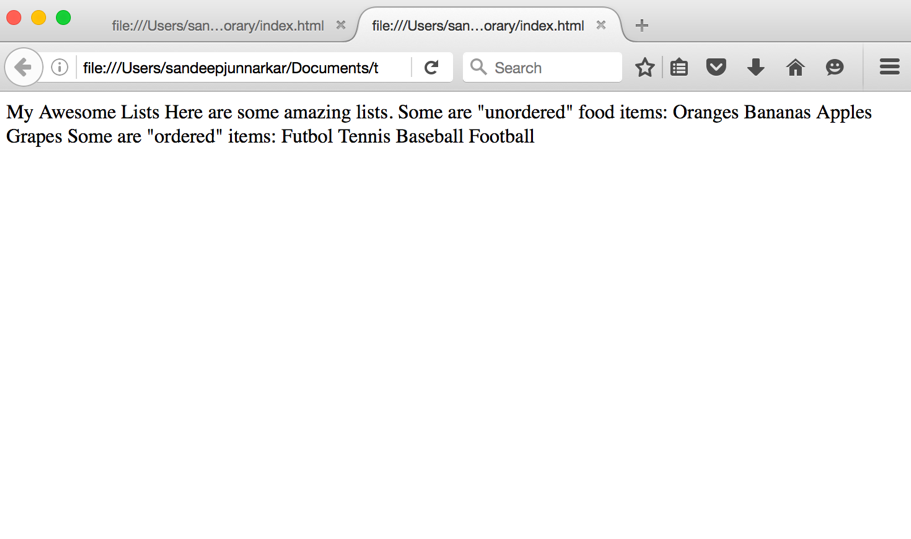 file:///Users/san...orary/index.html
file:///Users/san...orary/index.html
file:///Users/sandeepjunnarkar/Documents/t
Search
My Awesome Lists Here are some amazing lists. Some are "unordered" food items: Oranges Bananas Apples
Grapes Some are "ordered" items: Futbol Tennis Baseball Football